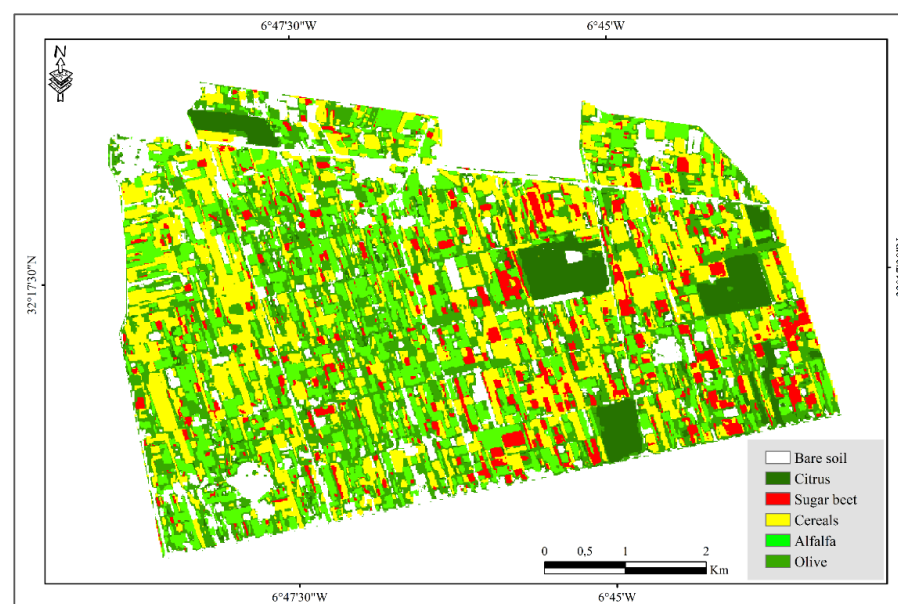 6°47'30"W
6°45'W
N
32°17'30"N
Bare soil
Citrus
Sugar beet
Cereals
Alfalfa
Olive
0 0,5 1 2
Km
6°47'30"W
6°45'W